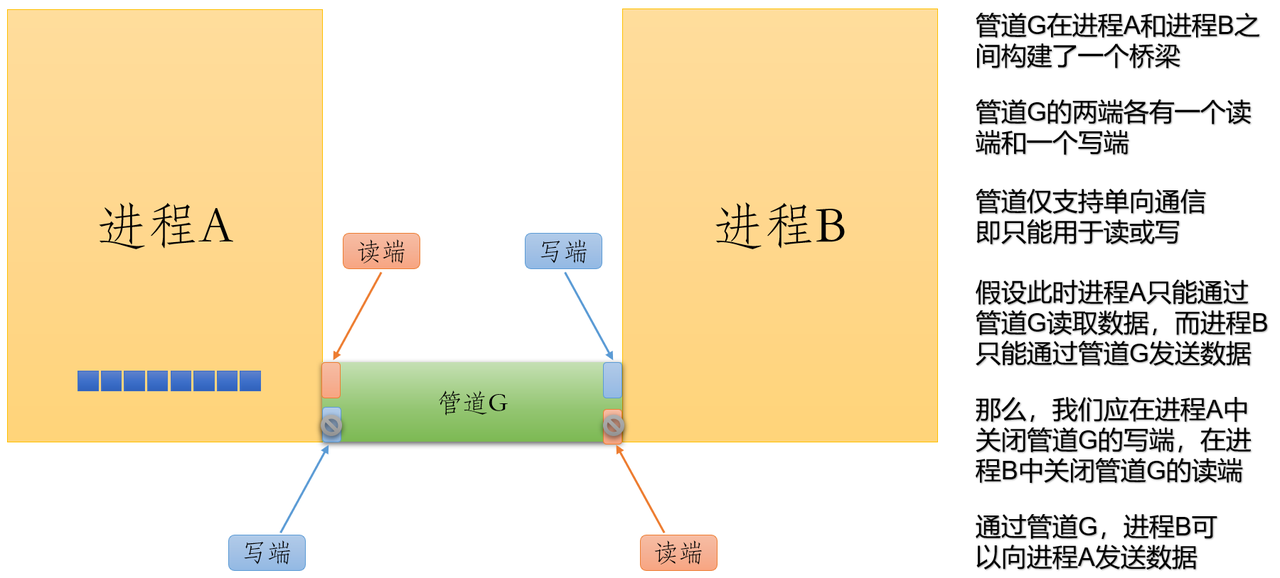 进程A
进程B
读端
写端
管道G
写端
读端
管道G在进程A和进程B之
间构建了一个桥梁
管道G的两端各有一个读
端和一个写端
管道仅支持单向通信
即只能用于读或写
假设此时进程A只能通过
管道G读取数据，而进程B
只能通过管道G发送数据
那么，我们应在进程A中
关闭管道G的写端，在进
程B中关闭管道G的读端
通过管道G，进程B可
以向进程A发送数据